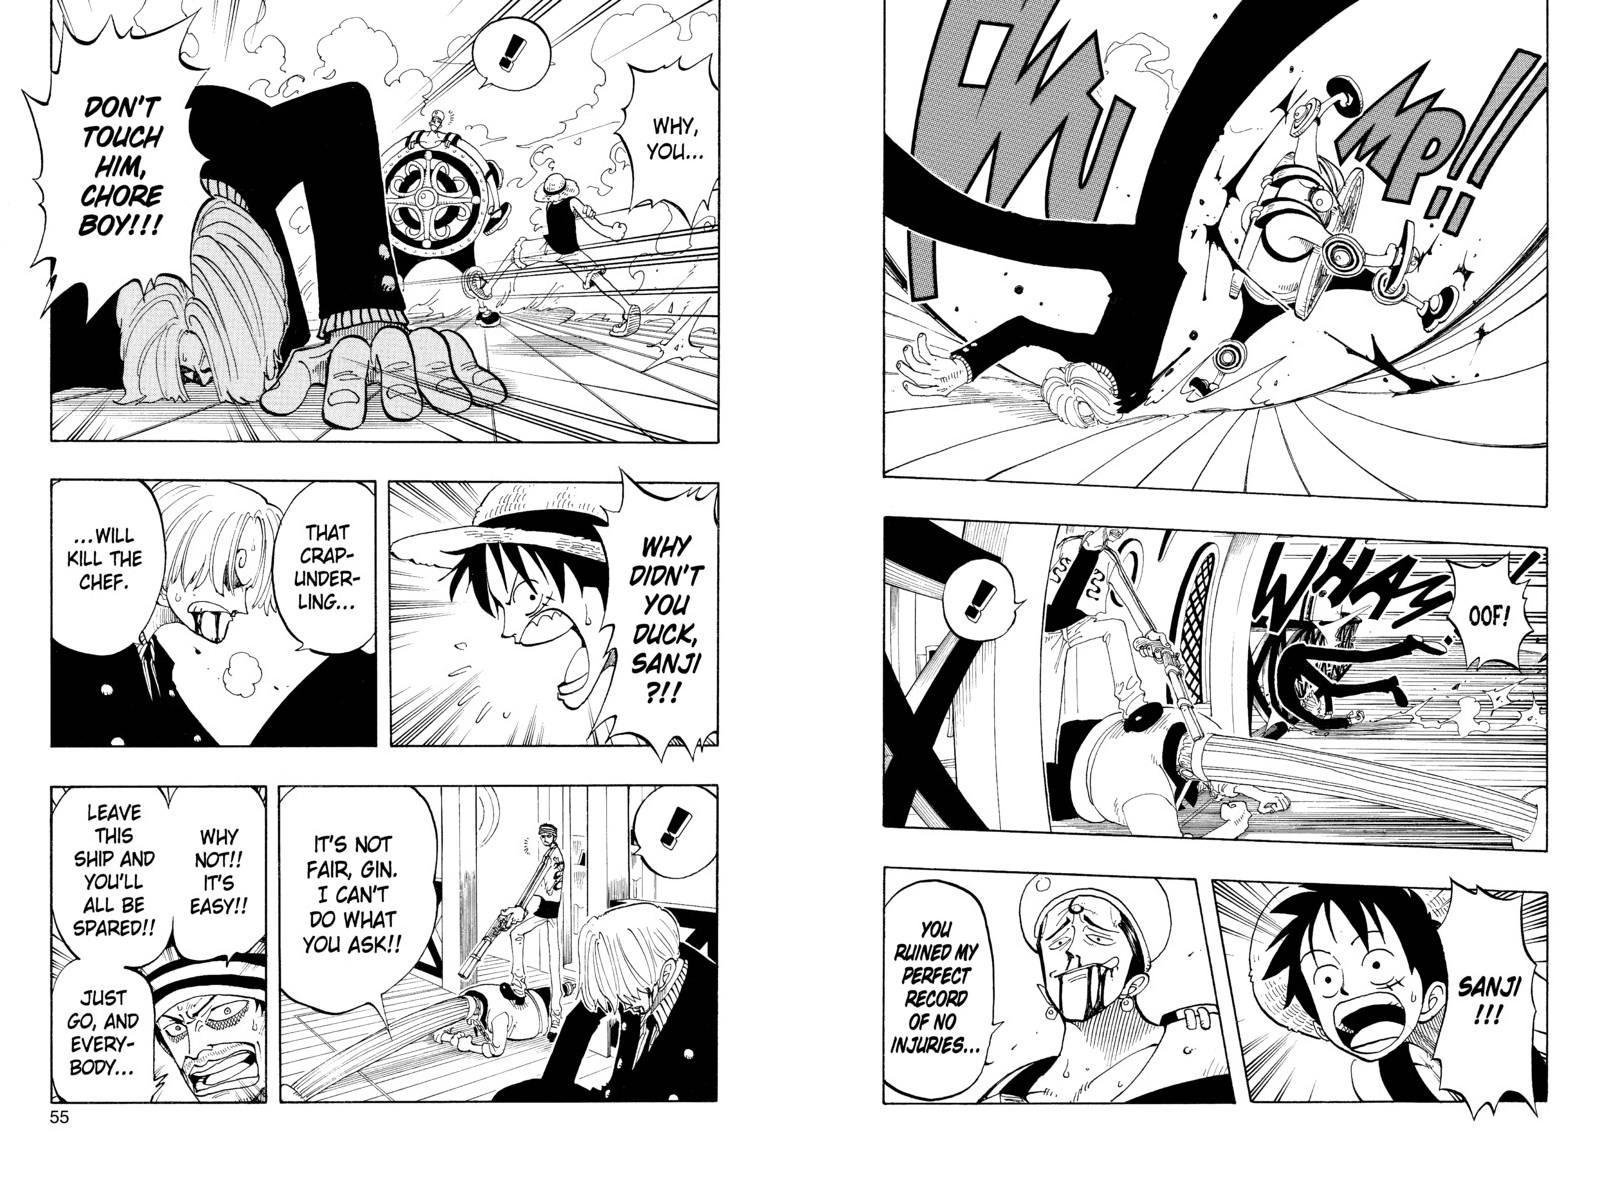 HWUMP!!
WHAM!
OOF!
!
SANJI
!!!
YOU
RUINED MY
PERFECT
RECORD
OF NO
INJURIES...
!
WHY,
YOU...
DON'T
TOUCH
HIM,
CHORE
BOY!!!
WHY
DIDN'T
YOU
DUCK,
SANJI
?!!
THAT
CRAP-
UNDER-
LING...
...WILL
KILL THE
CHEF.
!
IT'S NOT
FAIR, GIN.
I CAN'T
DO WHAT
YOU ASK!!
WHY
NOT!!
IT'S
EASY!!
LEAVE
THIS
SHIP AND
YOU'LL
ALL BE
SPARED!!
JUST
GO, AND
EVERY-
BODY...
55